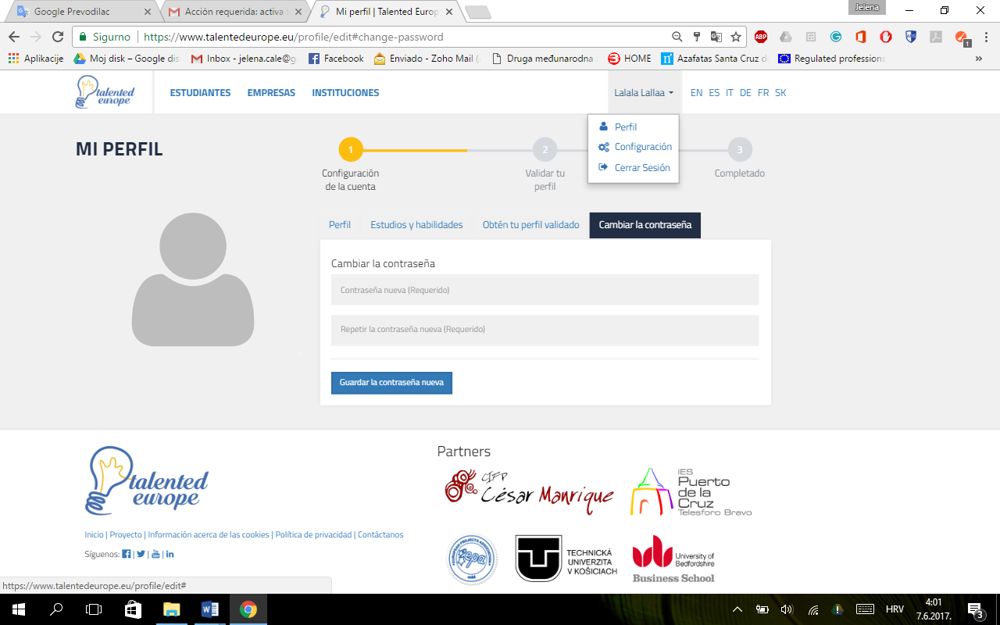 Jelena
Google Prevodilac
Acción requerida: activa
Mi perfil | Talented Europ
Sigurno
https://www.talentedeurope.eu/profile/edit#change-password
ABP
1
Aplikacije
Moj disk – Google dis
Inbox - jelena.cale@g
Facebook
Enviado - Zoho Mail (
Druga međunarodna
HOME
Azafatas Santa Cruz d
Regulated professions
»
talented europe
ESTUDIANTES
EMPRESAS
INSTITUCIONES
Lalala Lallaa
EN ES IT DE FR SK
Perfil
Configuración
Cerrar Sesión
MI PERFIL
1
Configuración
de la cuenta
2
Validar tu
perfil
3
Completado
Perfil
Estudios y habilidades
Obtén tu perfil validado
Cambiar la contraseña
Cambiar la contraseña
Contraseña nueva (Requerido)
Repetir la contraseña nueva (Requerido)
Guardar la contraseña nueva
talented
europe
Inicio | Proyecto | Información acerca de las cookies | Política de privacidad | Contáctanos
Síguenos:
Partners
CIFP
César Manrique
IES
Puerto
de la
Cruz
Telesforo Bravo
epa
TECHNICKÁ
UNIVERZITA
V KOŠICIACH
University of
Bedfordshire
Business School
https://www.talentedeurope.eu/profile/edit#
HRV
4:01
7.6.2017.
3